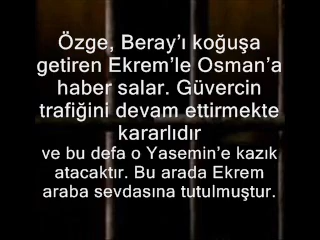 Özge, Beray’ı koğuşa
getiren Ekrem’le Osman’a
haber salar. Güvercin
trafiğini devam ettirmekte
kararlıdır
ve bu defa o Yasemin’e kazık
atacaktır. Bu arada Ekrem
araba sevdasına tutulmuştur.